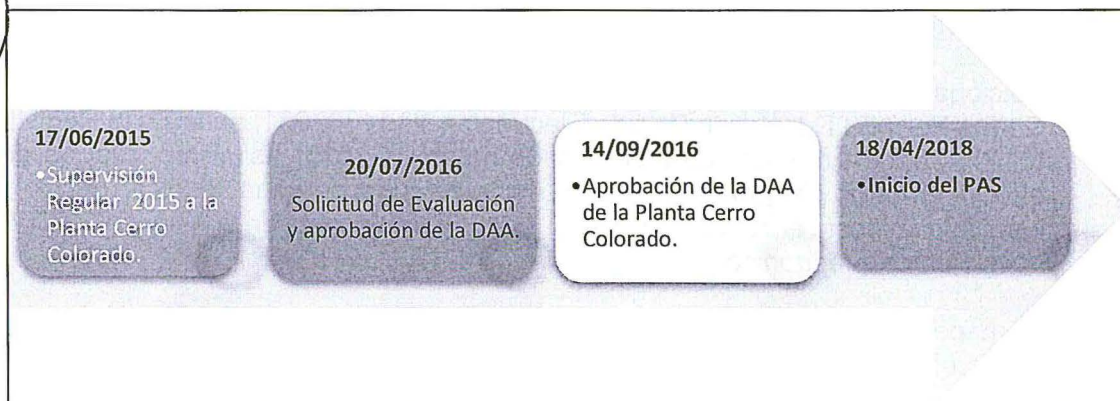 17/06/2015
•Supervisión
Regular 2015 a la
Planta Cerro
Colorado.
20/07/2016
Solicitud de Evaluación
y aprobación de la DAA.
14/09/2016
•Aprobación de la DAA
de la Planta Cerro
Colorado.
18/04/2018
•Inicio del PAS